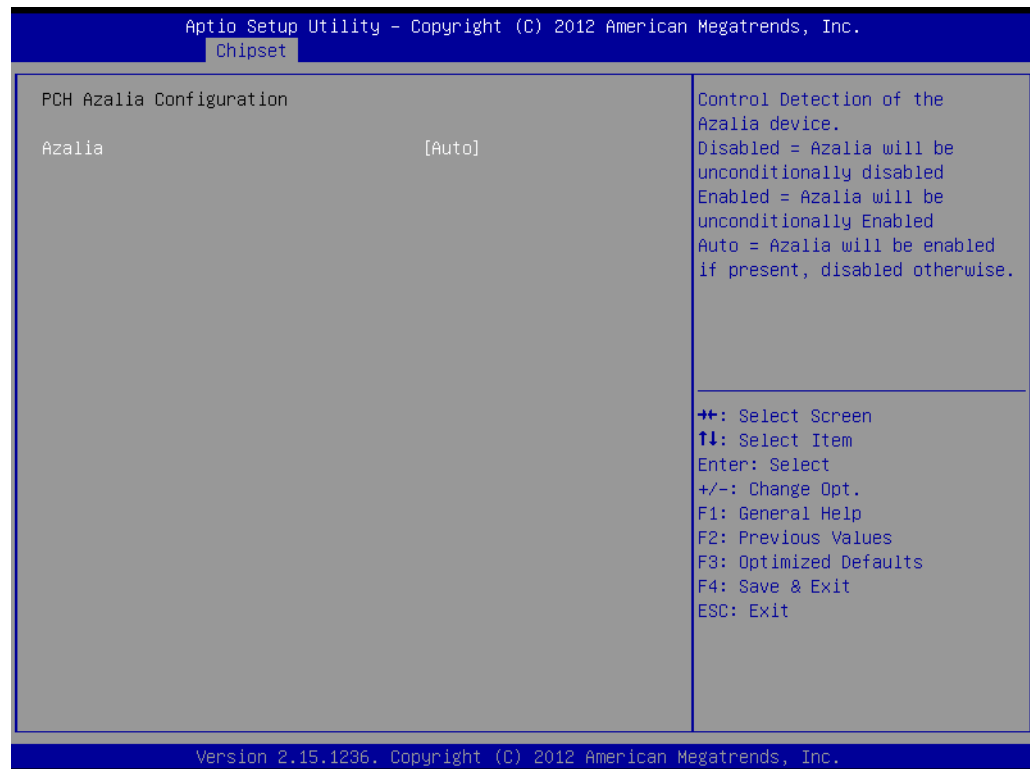 Aptio Setup Utility – Copyright (C) 2012 American Megatrends, Inc.
Chipset
PCH Azalia Configuration
Azalia [Auto]
Control Detection of the
Azalia device.
Disabled = Azalia will be
unconditionally disabled
Enabled = Azalia will be
unconditionally Enabled
Auto = Azalia will be enabled
if present, disabled otherwise.
→←: Select Screen
↑↓: Select Item
Enter: Select
+/-: Change Opt.
F1: General Help
F2: Previous Values
F3: Optimized Defaults
F4: Save & Exit
ESC: Exit
Version 2.15.1236. Copyright (C) 2012 American Megatrends, Inc.